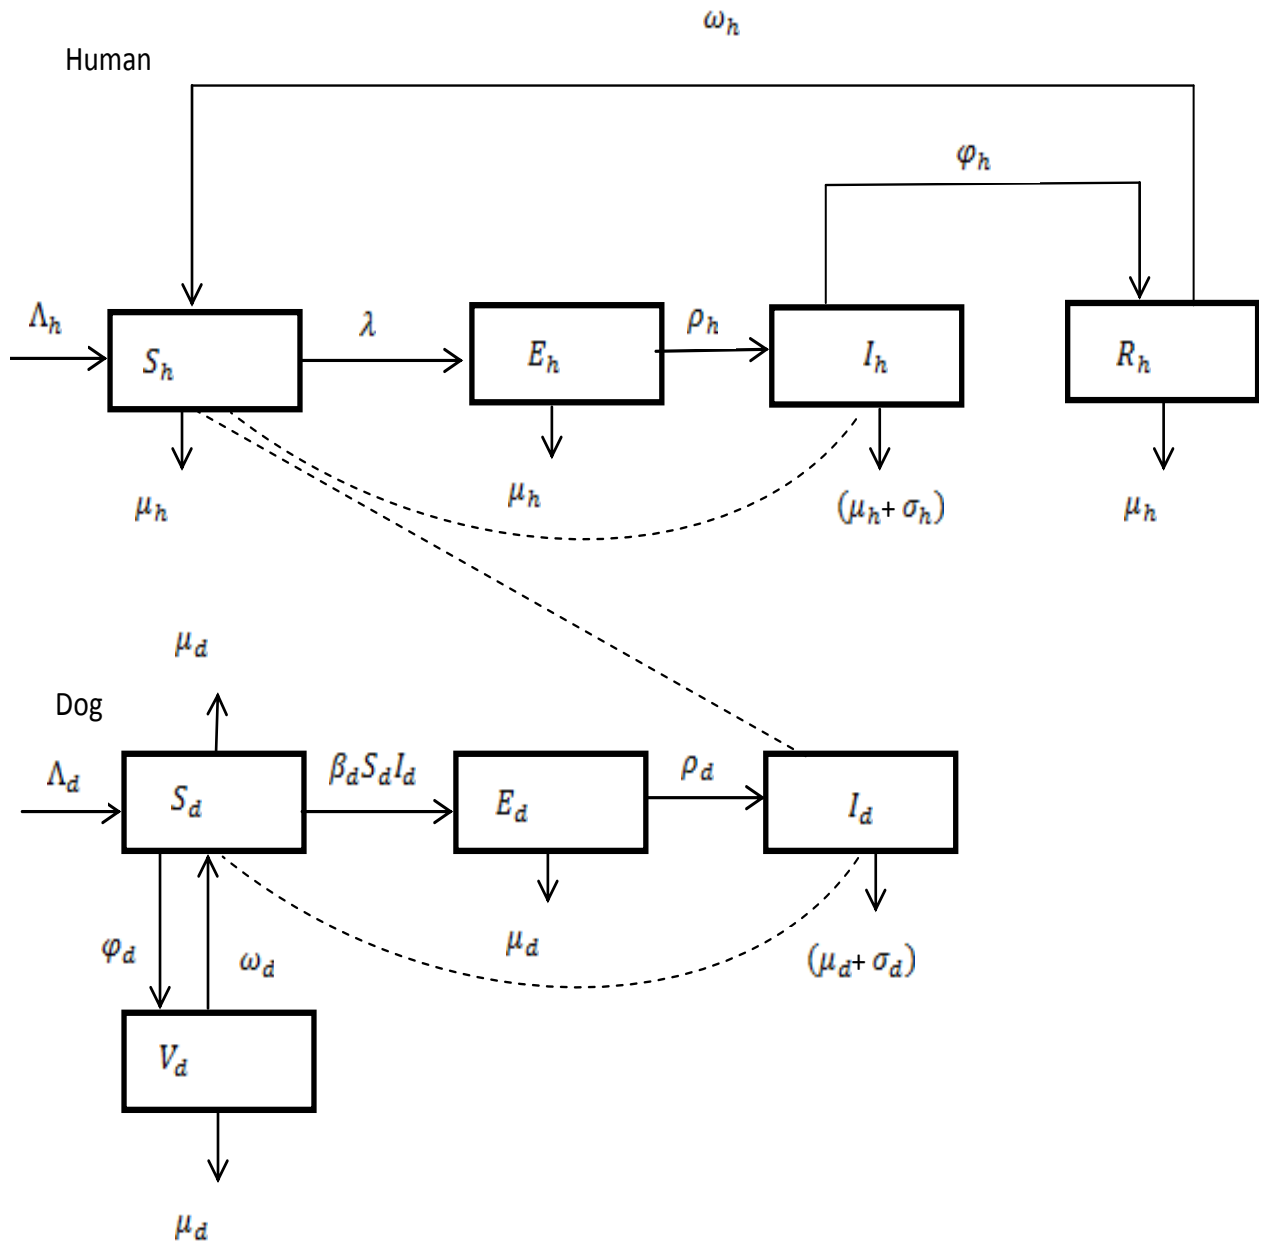 ω_h
Human
φ_h
Λ_h
λ
ρ_h
S_h
E_h
I_h
R_h
μ_h
μ_h
(μ_h+ σ_h)
μ_h
μ_d
Dog
Λ_d
β_d S_d I_d
ρ_d
S_d
E_d
I_d
φ_d
ω_d
μ_d
(μ_d+ σ_d)
V_d
μ_d